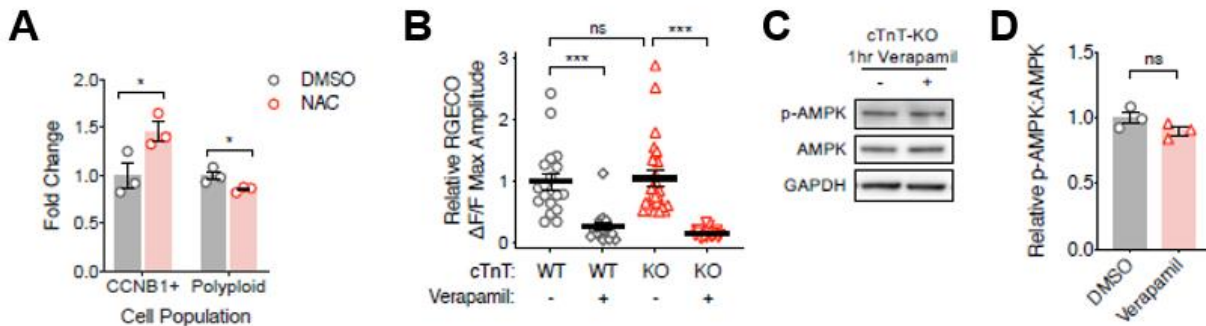 A
DMSO
NAC
*
*
Fold Change
2.0
1.5
1.0
0.5
0.0
CCNB1+ Polyploid
Cell Population
B
ns
***
***
Relative RGECO
ΔF/F Max Amplitude
3
2
1
0
cTnT: WT WT KO KO
Verapamil: - + - +
C
cTnT-KO
1hr Verapamil
- +
p-AMPK
AMPK
GAPDH
D
ns
Relative p-AMPK:AMPK
1.5
1.0
0.5
0.0
DMSO
Verapamil